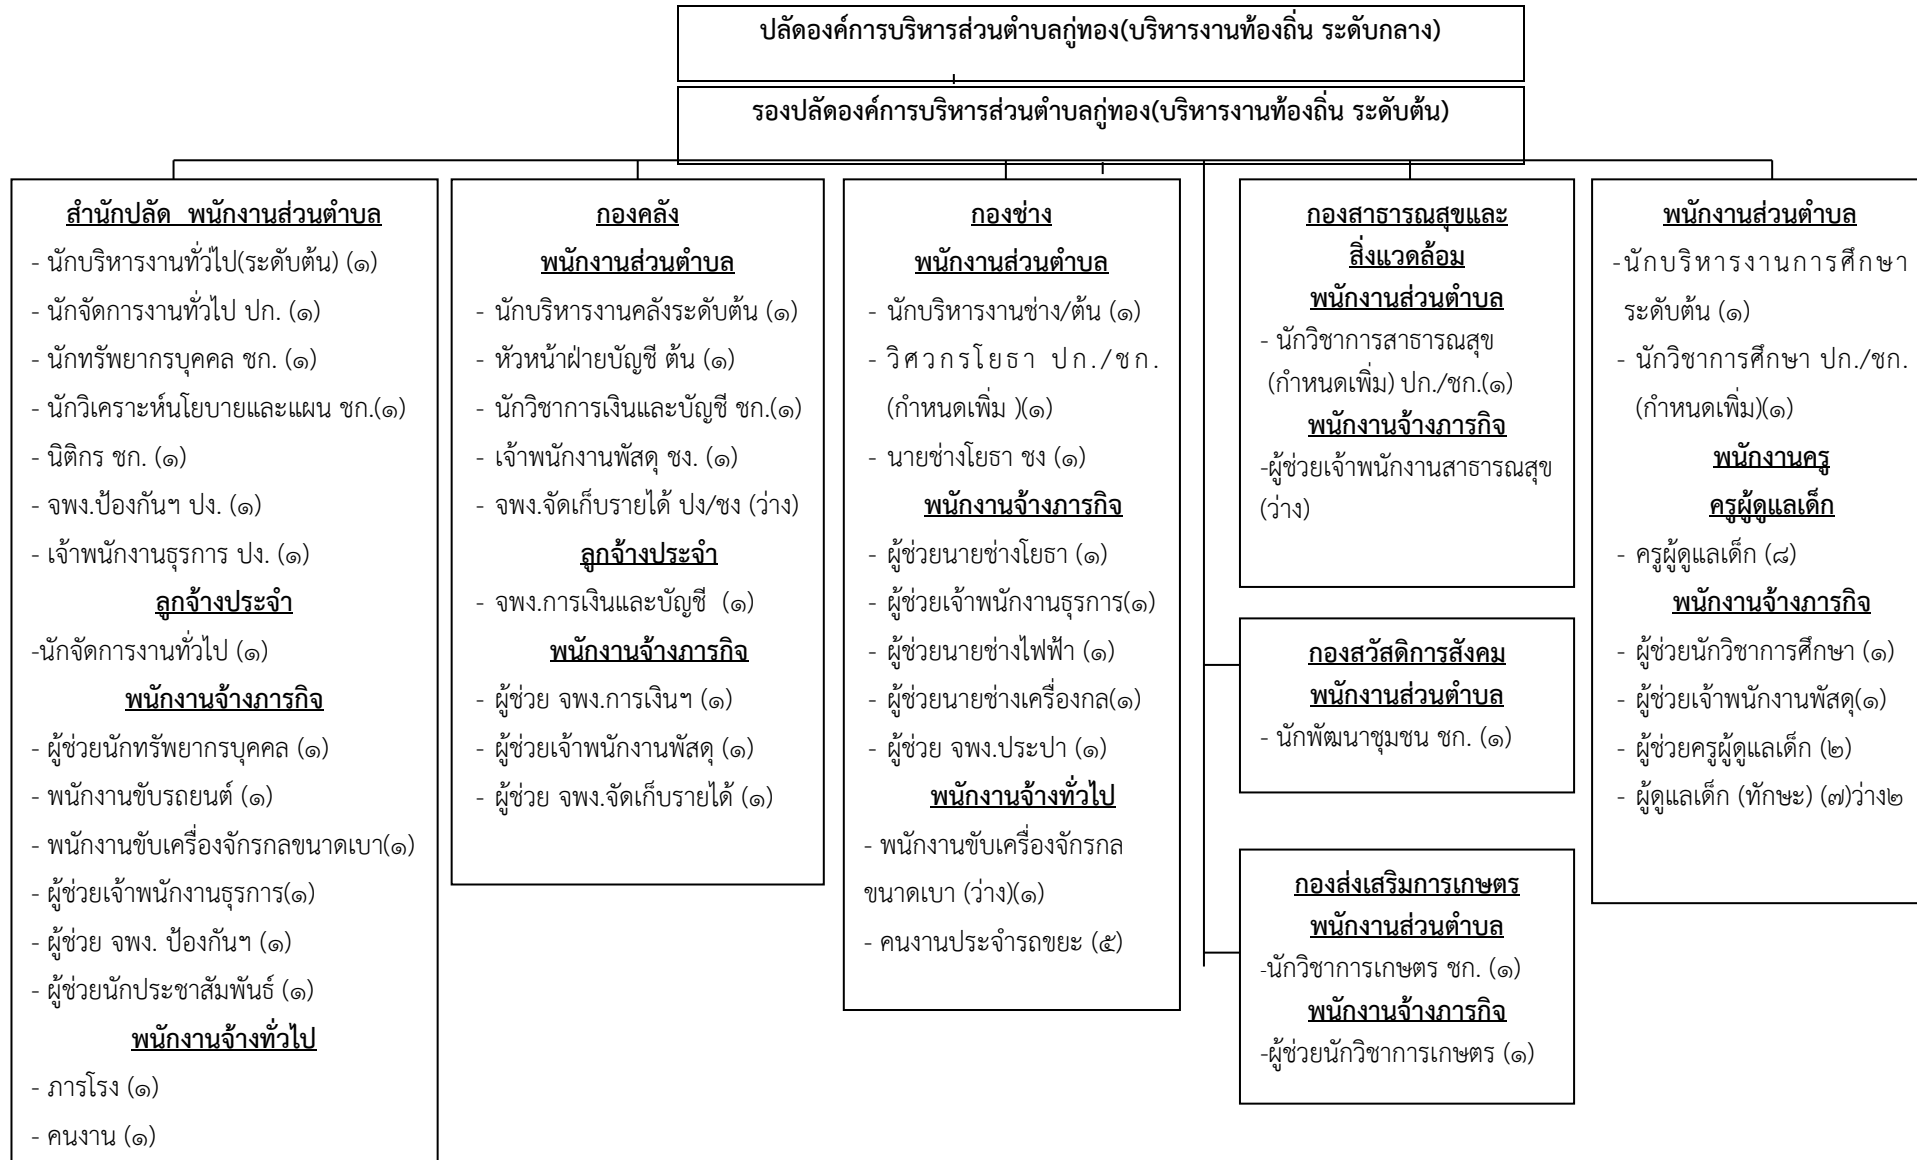 ปลัดองค์การบริหารส่วนตำบลกู่ทอง(บริหารงานท้องถิ่น ระดับกลาง)
รองปลัดองค์การบริหารส่วนตำบลกู่ทอง(บริหารงานท้องถิ่น ระดับต้น)
สำนักปลัด พนักงานส่วนตำบล
- นักบริหารงานทั่วไป(ระดับต้น) (๑)
- นักจัดการงานทั่วไป ปก. (๑)
- นักทรัพยากรบุคคล ชก. (๑)
- นักวิเคราะห์นโยบายและแผน ชก.(๑)
- นิติกร ชก. (๑)
- จพง.ป้องกันฯ ปง. (๑)
- เจ้าพนักงานธุรการ ปง. (๑)
ลูกจ้างประจำ
-นักจัดการงานทั่วไป (๑)
พนักงานจ้างภารกิจ
- ผู้ช่วยนักทรัพยากรบุคคล (๑)
- พนักงานขับรถยนต์ (๑)
- พนักงานขับเครื่องจักรกลขนาดเบา(๑)
- ผู้ช่วยเจ้าพนักงานธุรการ(๑)
- ผู้ช่วย จพง. ป้องกันฯ (๑)
- ผู้ช่วยนักประชาสัมพันธ์ (๑)
พนักงานจ้างทั่วไป
- ภารโรง (๑)
- คนงาน (๑)
กองคลัง
พนักงานส่วนตำบล
- นักบริหารงานคลังระดับต้น (๑)
- หัวหน้าฝ่ายบัญชี ต้น (๑)
- นักวิชาการเงินและบัญชี ชก.(๑)
- เจ้าพนักงานพัสดุ ชง. (๑)
- จพง.จัดเก็บรายได้ ปง/ชง (ว่าง)
ลูกจ้างประจำ
- จพง.การเงินและบัญชี (๑)
พนักงานจ้างภารกิจ
- ผู้ช่วย จพง.การเงินฯ (๑)
- ผู้ช่วยเจ้าพนักงานพัสดุ (๑)
- ผู้ช่วย จพง.จัดเก็บรายได้ (๑)
กองช่าง
พนักงานส่วนตำบล
- นักบริหารงานช่าง/ต้น (๑)
- วิศวกรโยธา ปก./ชก.
(กำหนดเพิ่ม )(๑)
- นายช่างโยธา ชง (๑)
พนักงานจ้างภารกิจ
- ผู้ช่วยนายช่างโยธา (๑)
- ผู้ช่วยเจ้าพนักงานธุรการ(๑)
- ผู้ช่วยนายช่างไฟฟ้า (๑)
- ผู้ช่วยนายช่างเครื่องกล(๑)
- ผู้ช่วย จพง.ประปา (๑)
พนักงานจ้างทั่วไป
- พนักงานขับเครื่องจักรกล
ขนาดเบา (ว่าง)(๑)
- คนงานประจำรถขยะ (๕)
กองสาธารณสุขและ
สิ่งแวดล้อม
พนักงานส่วนตำบล
- นักวิชาการสาธารณสุข
(กำหนดเพิ่ม) ปก./ชก.(๑)
พนักงานจ้างภารกิจ
-ผู้ช่วยเจ้าพนักงานสาธารณสุข
(ว่าง)
กองสวัสดิการสังคม
พนักงานส่วนตำบล
- นักพัฒนาชุมชน ชก. (๑)
กองส่งเสริมการเกษตร
พนักงานส่วนตำบล
-นักวิชาการเกษตร ชก. (๑)
พนักงานจ้างภารกิจ
-ผู้ช่วยนักวิชาการเกษตร (๑)
พนักงานส่วนตำบล
-นักบริหารงานการศึกษา
ระดับต้น (๑)
- นักวิชาการศึกษา ปก./ชก.
(กำหนดเพิ่ม)(๑)
พนักงานครู
ครูผู้ดูแลเด็ก
- ครูผู้ดูแลเด็ก (๘)
พนักงานจ้างภารกิจ
- ผู้ช่วยนักวิชาการศึกษา (๑)
- ผู้ช่วยเจ้าพนักงานพัสดุ(๑)
- ผู้ช่วยครูผู้ดูแลเด็ก (๒)
- ผู้ดูแลเด็ก (ทักษะ) (๗)ว่าง๒